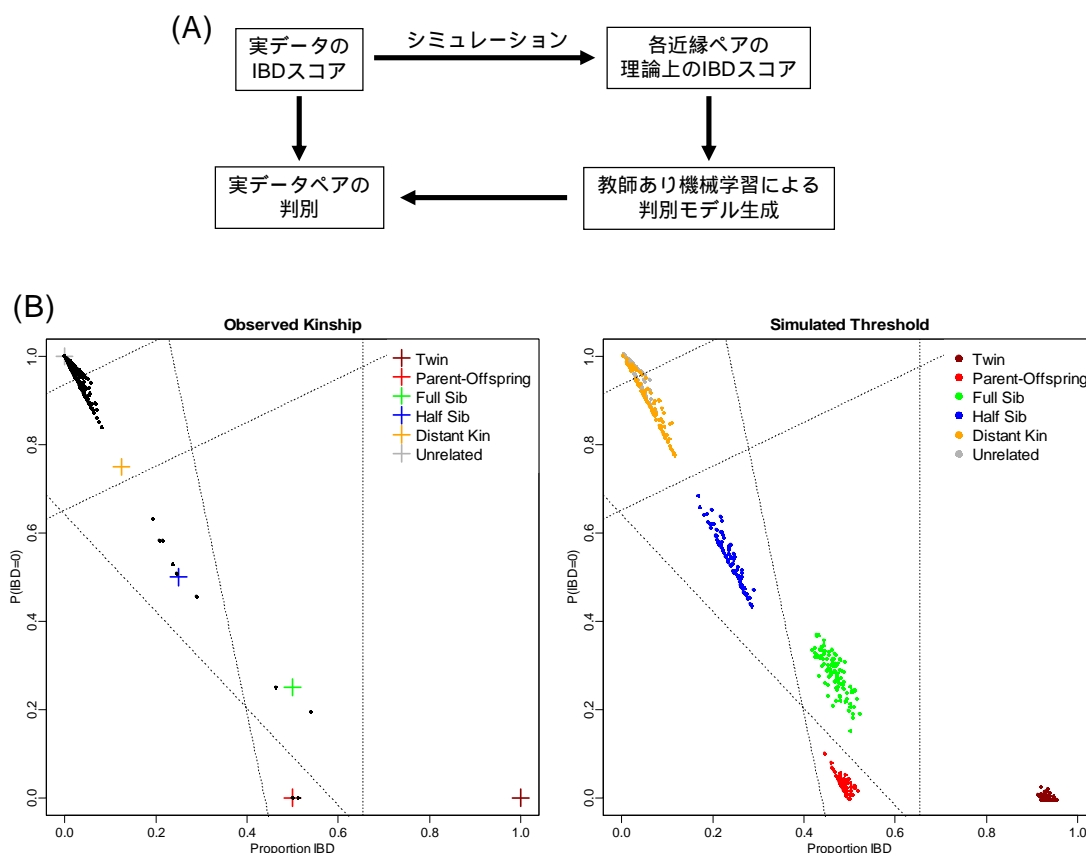 (A)
実データの
IBDスコア
シミュレーション
各近縁ペアの
理論上のIBDスコア
実データペアの
判別
教師あり機械学習による
判別モデル生成
(B)
Observed Kinship
Twin
Parent-Offspring
Full Sib
Half Sib
Distant Kin
Unrelated
P(IBD=0)
1.0
0.8
0.6
0.4
0.2
0.0
0.0 0.2 0.4 0.6 0.8 1.0
Proportion IBD
Simulated Threshold
Twin
Parent-Offspring
Full Sib
Half Sib
Distant Kin
Unrelated
P(IBD=0)
1.0
0.8
0.6
0.4
0.2
0.0
0.0 0.2 0.4 0.6 0.8 1.0
Proportion IBD